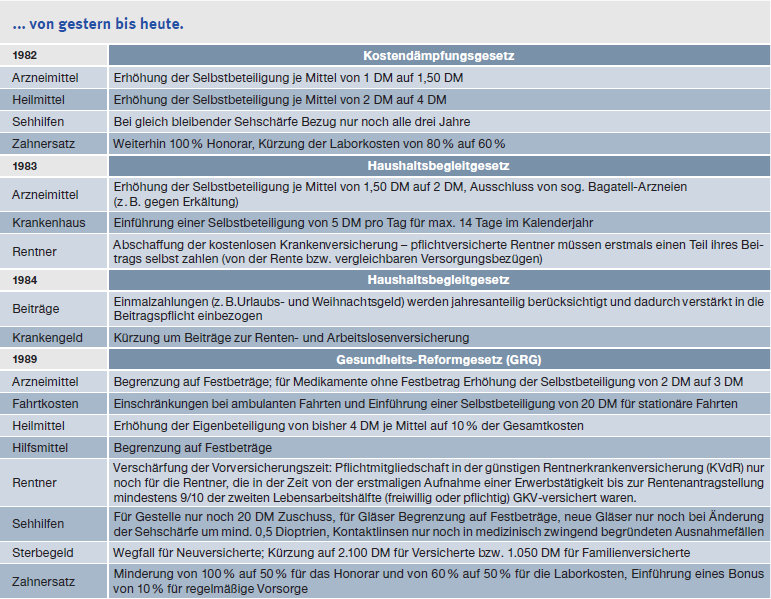 ... von gestern bis heute.
1982 Kostendämpfungsgesetz
Arzneimittel Erhöhung der Selbstbeteiligung je Mittel von 1 DM auf 1,50 DM
Heilmittel Erhöhung der Selbstbeteiligung je Mittel von 2 DM auf 4 DM
Sehhilfen Bei gleich bleibender Sehschärfe Bezug nur noch alle drei Jahre
Zahnersatz Weiterhin 100 % Honorar, Kürzung der Laborkosten von 80 % auf 60 %
1983 Haushaltsbegleitgesetz
Arzneimittel Erhöhung der Selbstbeteiligung je Mittel von 1,50 DM auf 2 DM, Ausschluss von sog. Bagatell-Arzneien
(z. B. gegen Erkältung)
Krankenhaus Einführung einer Selbstbeteiligung von 5 DM pro Tag für max. 14 Tage im Kalenderjahr
Rentner Abschaffung der kostenlosen Krankenversicherung – pflichtversicherte Rentner müssen erstmals einen Teil ihres Bei-
trags selbst zahlen (von der Rente bzw. vergleichbaren Versorgungsbezügen)
1984 Haushaltsbegleitgesetz
Beiträge Einmalzahlungen (z. B.Urlaubs- und Weihnachtsgeld) werden jahresanteilig berücksichtigt und dadurch verstärkt in die
Beitragspflicht einbezogen
Krankengeld Kürzung um Beiträge zur Renten- und Arbeitslosenversicherung
1989 Gesundheits-Reformgesetz (GRG)
Arzneimittel Begrenzung auf Festbeträge; für Medikamente ohne Festbetrag Erhöhung der Selbstbeteiligung von 2 DM auf 3 DM
Fahrtkosten Einschränkungen bei ambulanten Fahrten und Einführung einer Selbstbeteiligung von 20 DM für stationäre Fahrten
Heilmittel Erhöhung der Eigenbeteiligung von bisher 4 DM je Mittel auf 10 % der Gesamtkosten
Hilfsmittel Begrenzung auf Festbeträge
Rentner Verschärfung der Vorversicherungszeit: Pflichtmitgliedschaft in der günstigen Rentnerkrankenversicherung (KVdR) nur
noch für die Rentner, die in der Zeit von der erstmaligen Aufnahme einer Erwerbstätigkeit bis zur Rentenantragstellung
mindestens 9/10 der zweiten Lebensarbeitshälfte (freiwillig oder pflichtig) GKV-versichert waren.
Sehhilfen Für Gestelle nur noch 20 DM Zuschuss, für Gläser Begrenzung auf Festbeträge, neue Gläser nur noch bei Änderung
der Sehschärfe um mind. 0,5 Dioptrien, Kontaktlinsen nur noch in medizinisch zwingend begründeten Ausnahmefällen
Sterbegeld Wegfall für Neuversicherte; Kürzung auf 2.100 DM für Versicherte bzw. 1.050 DM für Familienversicherte
Zahnersatz Minderung von 100 % auf 50 % für das Honorar und von 60 % auf 50 % für die Laborkosten, Einführung eines Bonus
von 10 % für regelmäßige Vorsorge